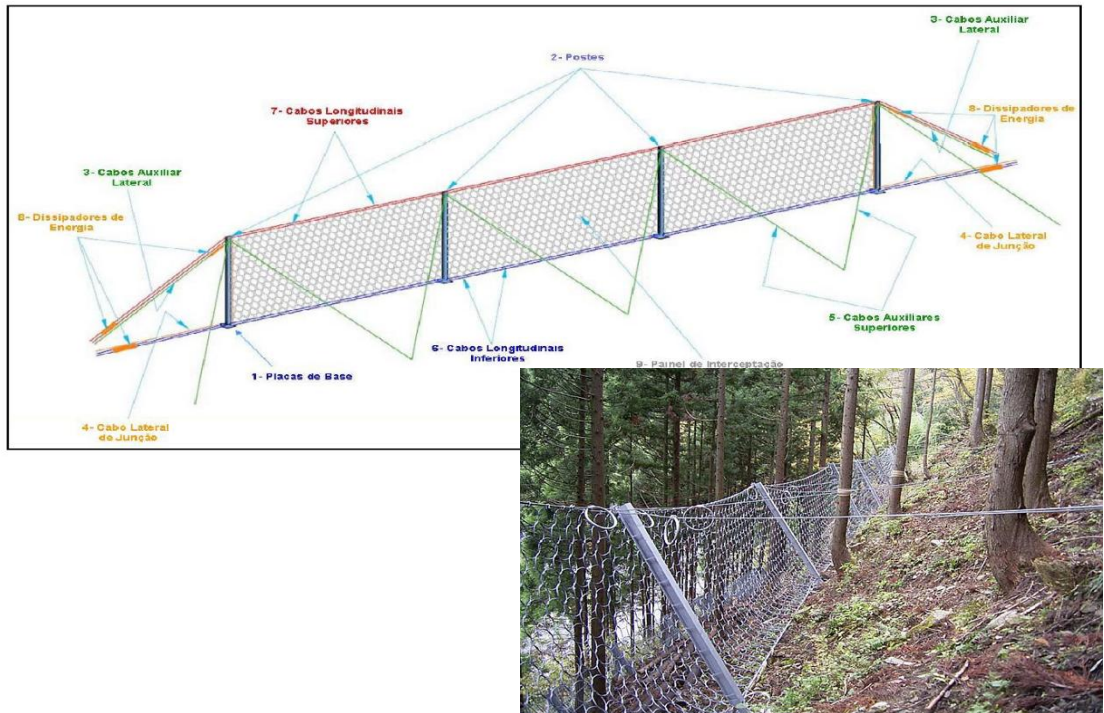 3- Cabos Auxiliar
Lateral
2- Postes
7- Cabos Longitudinais
Superiores
8- Dissipadores de
Energia
3- Cabos Auxiliar
Lateral
8- Dissipadores de
Energia
4- Cabo Lateral
de Junção
5- Cabos Auxiliares
Superiores
6- Cabos Longitudinais
Inferiores
9- Painel de Interceptação
1- Placas de Base
4- Cabo Lateral
de Junção